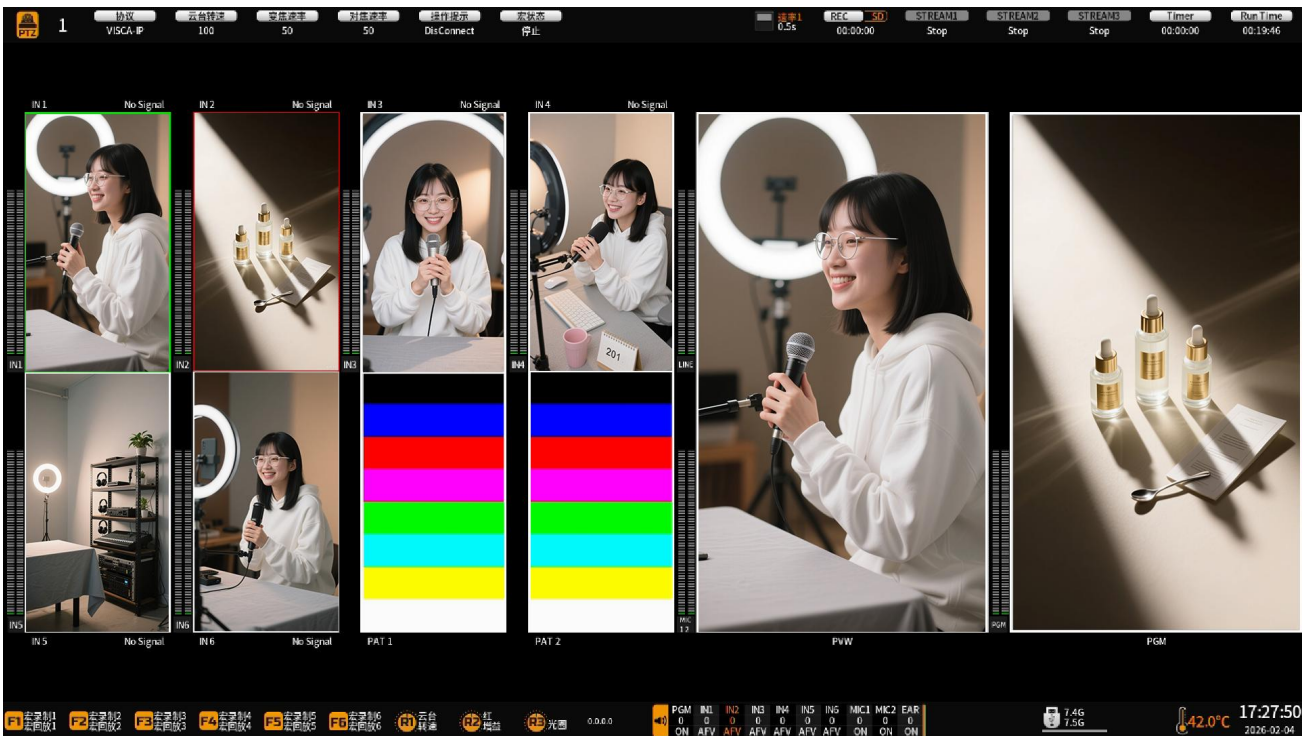 PTZ
1
协议
VISCA-IP
云台转速
100
变焦速率
50
对焦速率
50
操作提示
DisConnect
宏状态
停止
速率1
0.5s
REC SD
00:00:00
STREAM1
Stop
STREAM2
Stop
STREAM3
Stop
Timer
00:00:00
Run Time
00:19:46
IN 1 No Signal
IN 2 No Signal
IN 3 No Signal
IN 4 No Signal
201
IN1
IN2
IN3
IN4
LINE
IN5
IN6
MIC
1 2
PGM
IN 5 No Signal
IN 6 No Signal
PAT 1
PAT 2
PVW
PGM
F1 宏录制1
宏回放1
F2 宏录制2
宏回放2
F3 宏录制3
宏回放3
F4 宏录制4
宏回放4
F5 宏录制5
宏回放5
F6 宏录制6
宏回放6
R1 云台
转速
R2 红
增益
R3 光圈
0.0.0.0
PGM IN1 IN2 IN3 IN4 IN5 IN6 MIC1 MIC2 EAR
0 0 0 0 0 0 0 0 0 0
ON AFV AFV AFV AFV AFV AFV ON ON ON
7.4G
7.5G
42.0°C
17:27:50
2026-02-04